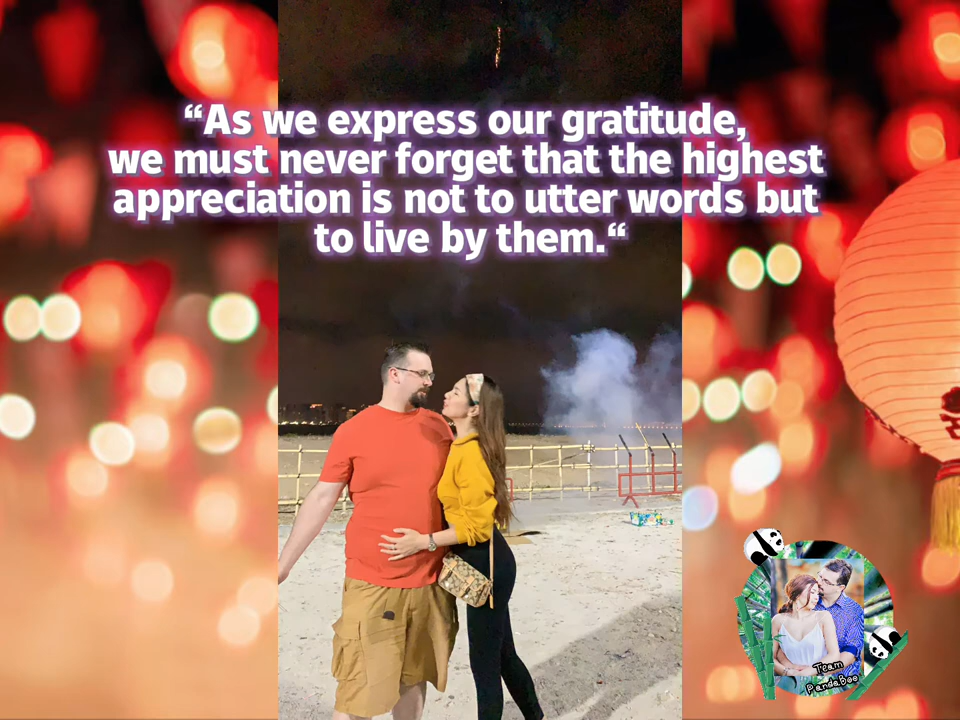 “As we express our gratitude,
we must never forget that the highest
appreciation is not to utter words but
to live by them.“
Team
PandaBoo